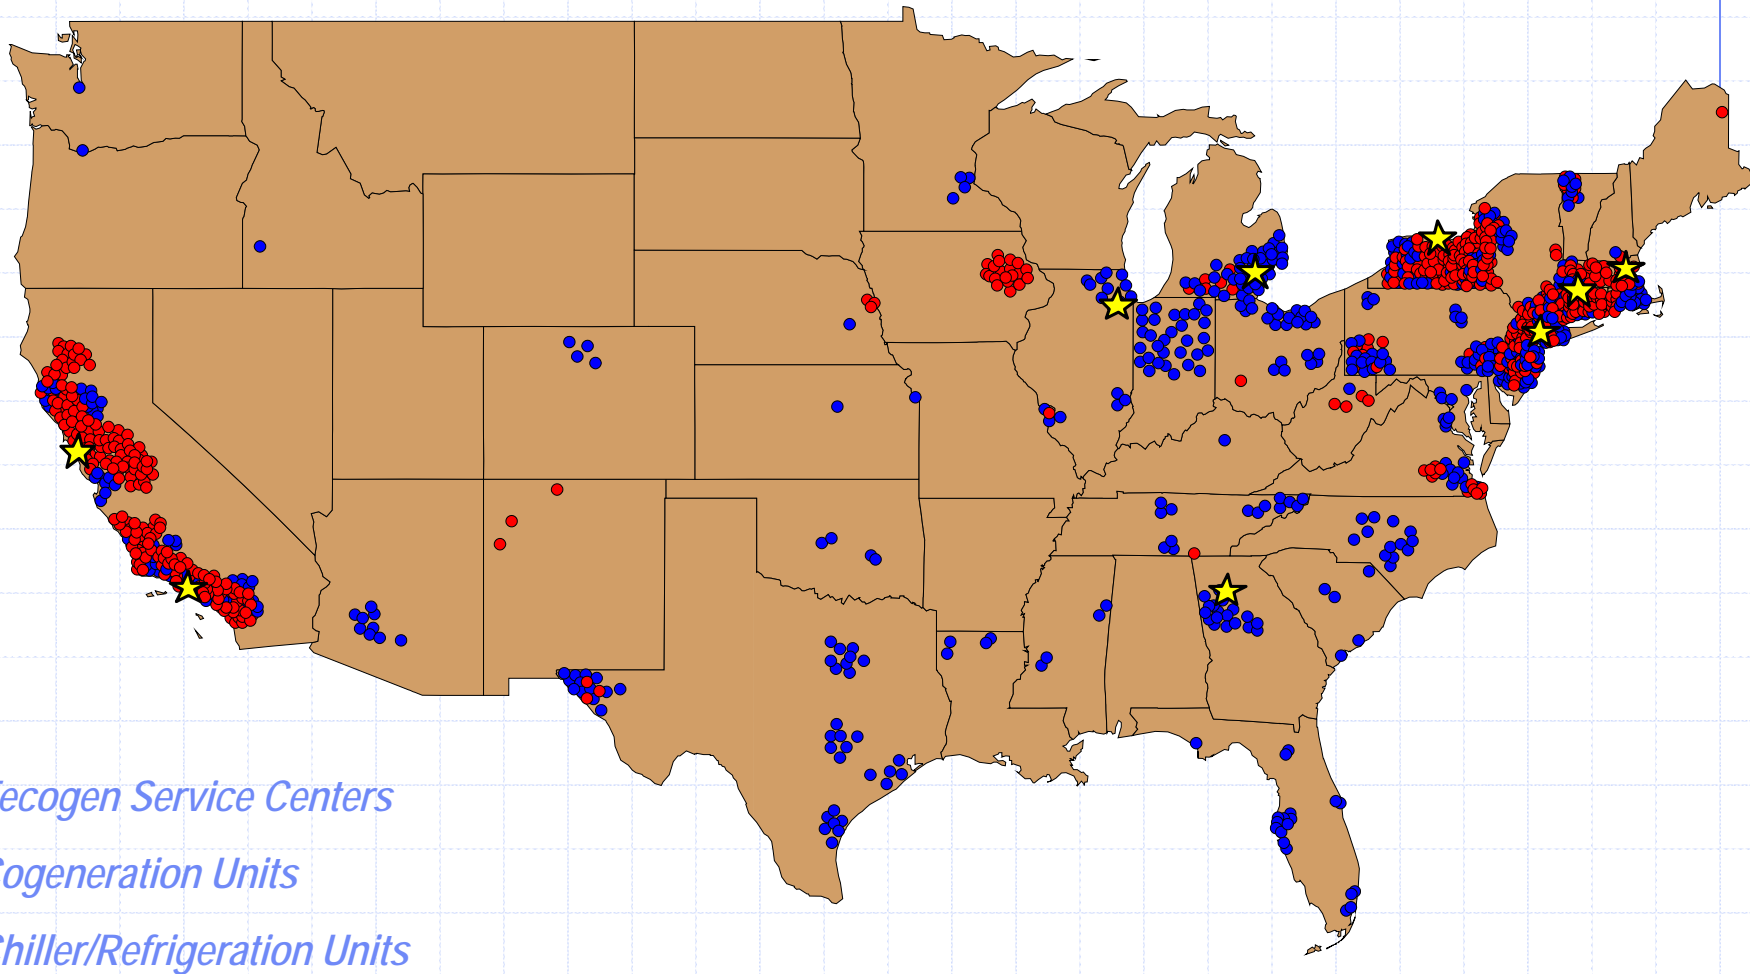 ecogen Service Centers
ogeneration Units
hiller/Refrigeration Units